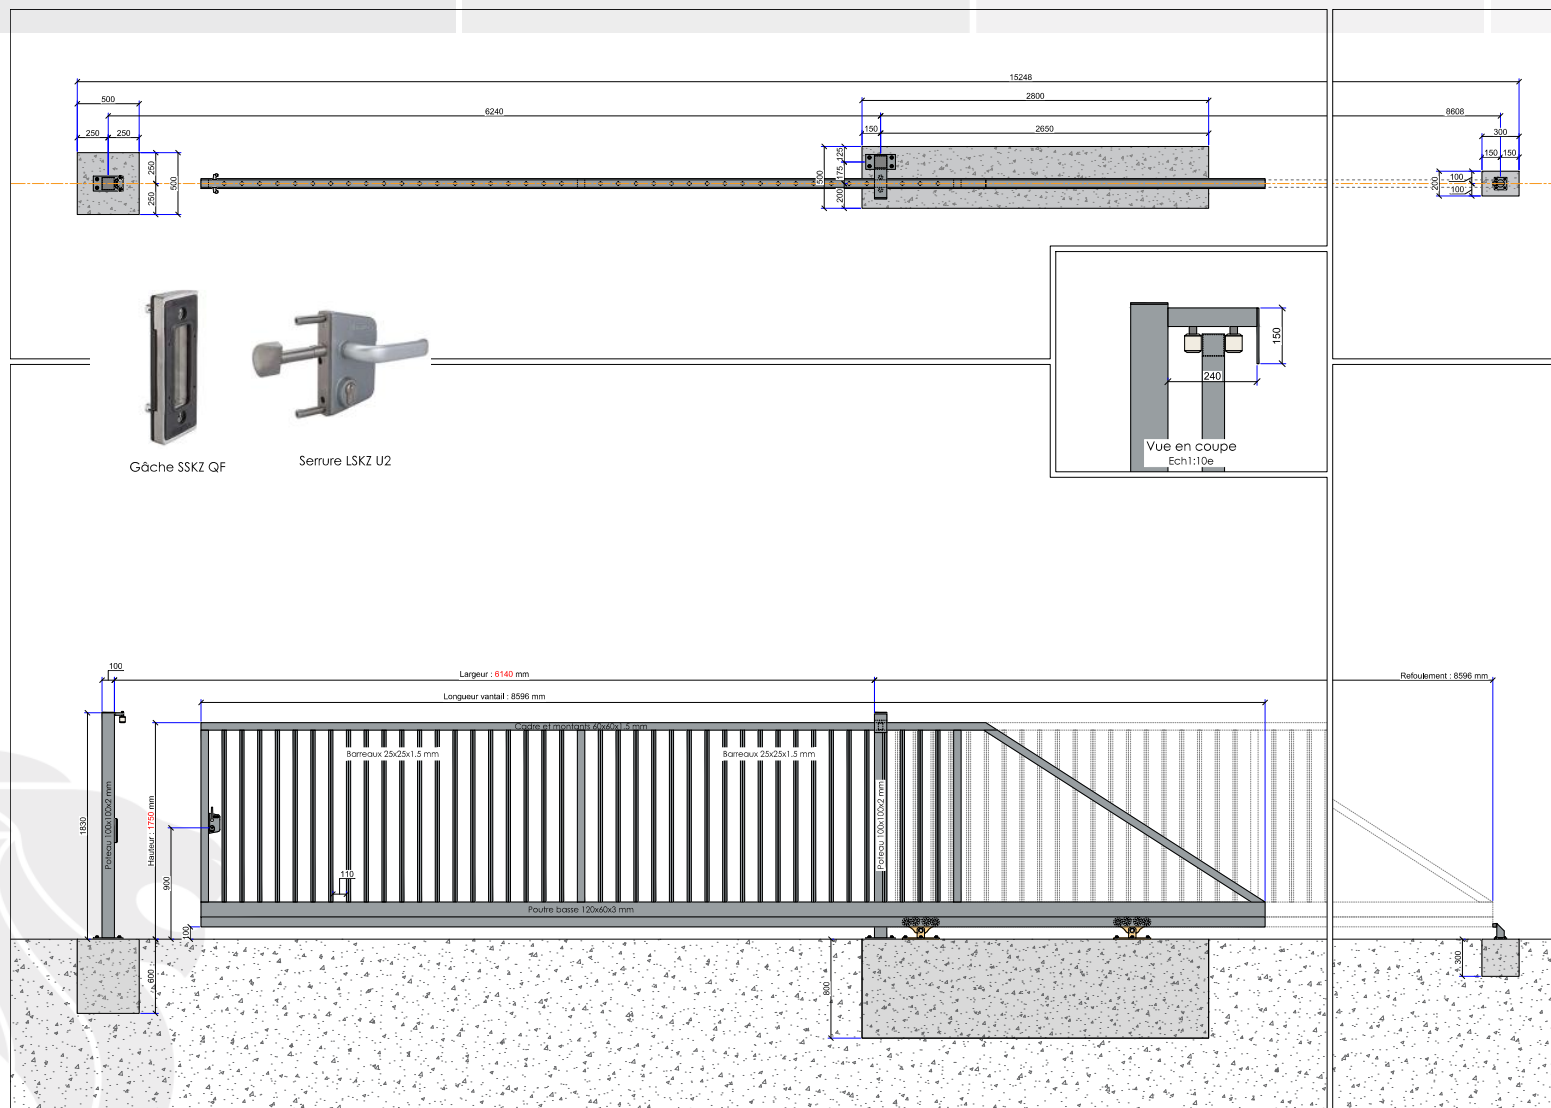 15248
500
2800
6240
8608
250
250
150
2650
300
150
150
250
250
500
125
175
200
500
200
100
100
150
240
Vue en coupe
Ech1:10e
Gâche SSKZ QF
Serrure LSKZ U2
100
Largeur : 6140 mm
Refoulement : 8596 mm
Longueur vantail : 8596 mm
Cadre et montants 60x60x1.5 mm
Barreaux 25x25x1.5 mm
Barreaux 25x25x1.5 mm
1830
Poteau 100x100x2 mm
Hauteur : 1750 mm
Poteau 100x100x2 mm
900
110
Poutre basse 120x60x3 mm
100
600
800
300